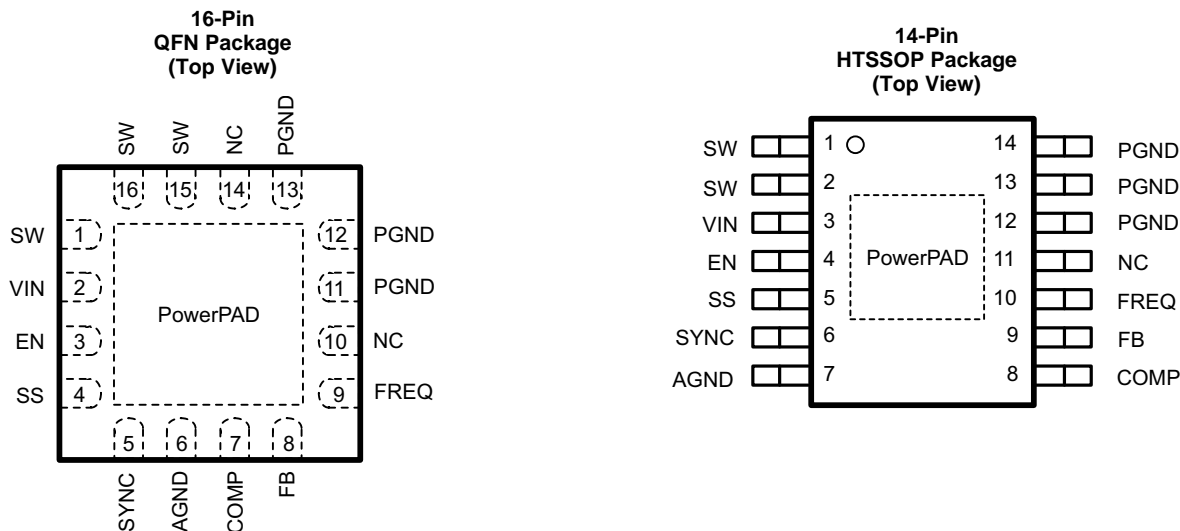 16-Pin
QFN Package
(Top View)
SW
SW
NC
PGND
16
15
14
13
SW 1
12 PGND
VIN 2
11 PGND
PowerPAD
EN 3
10 NC
SS 4
9 FREQ
5
6
7
8
SYNC
AGND
COMP
FB
14-Pin
HTSSOP Package
(Top View)
SW 1 14 PGND
SW 2 13 PGND
VIN 3 12 PGND
EN 4 PowerPAD 11 NC
SS 5 10 FREQ
SYNC 6 9 FB
AGND 7 8 COMP